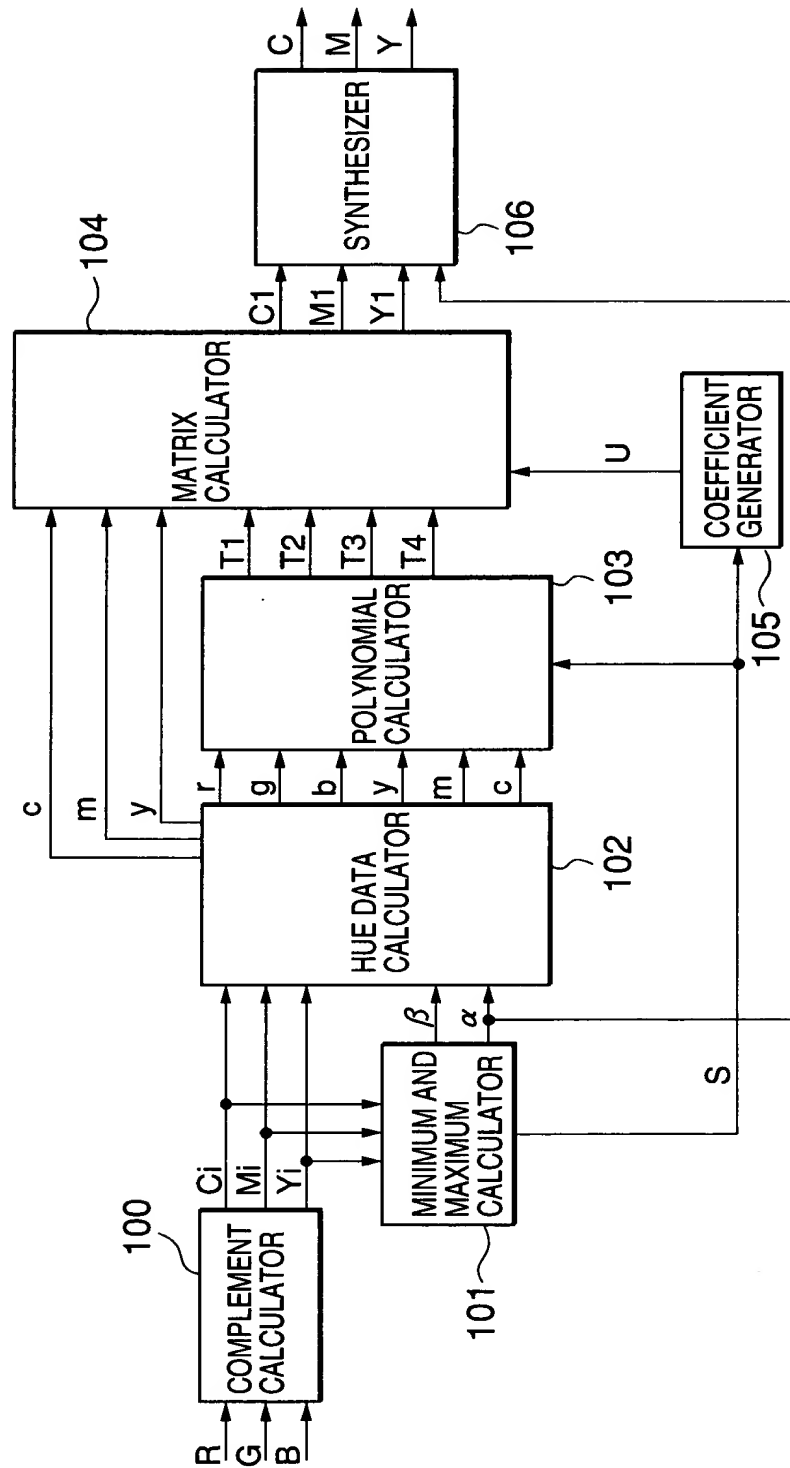 R
G
B
COMPLEMENT
CALCULATOR
100
Ci
Mi
Yi
MINIMUM AND
MAXIMUM
CALCULATOR
101
β
α
S
HUE DATA
CALCULATOR
102
c
m
y
r
g
b
y
m
c
POLYNOMIAL
CALCULATOR
103
T1
T2
T3
T4
MATRIX
CALCULATOR
104
U
COEFFICIENT
GENERATOR
105
C1
M1
Y1
SYNTHESIZER
106
C
M
Y